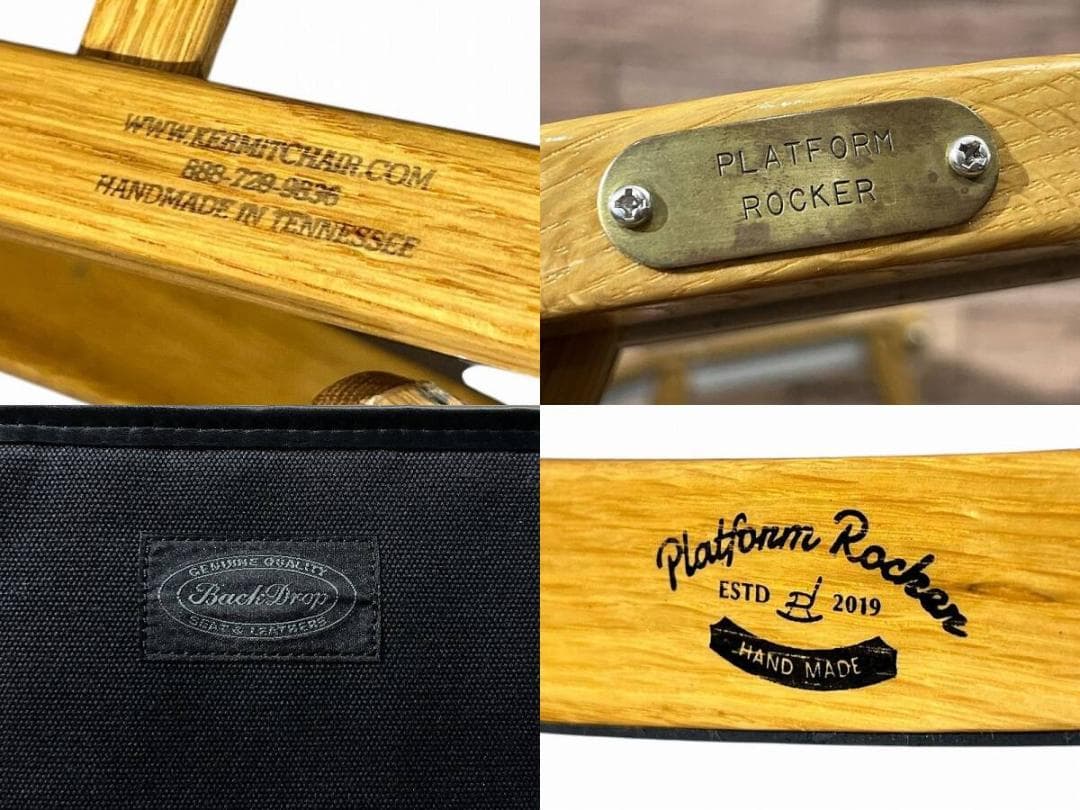 WWW.KERMITCHAIR.COM
888-729-9836
HANDMADE IN TENNESSEE
PLATFORM
ROCKER
GENUINE QUALITY
BackDrop
SEAT & LEATHERS
Platform Rocker
ESTD 2019
HAND MADE